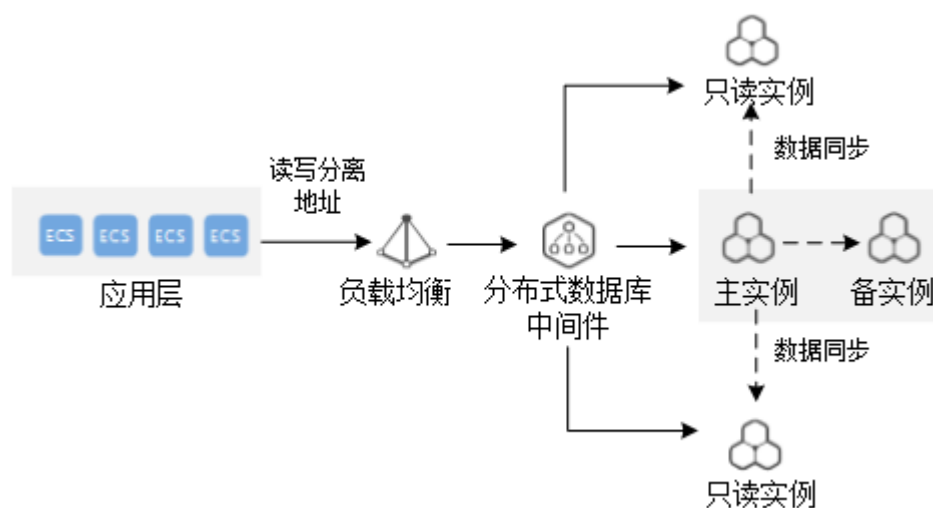 只读实例
数据同步
读写分离
地址
ECS ECS ECS ECS
应用层
负载均衡
分布式数据库
中间件
主实例
备实例
数据同步
只读实例